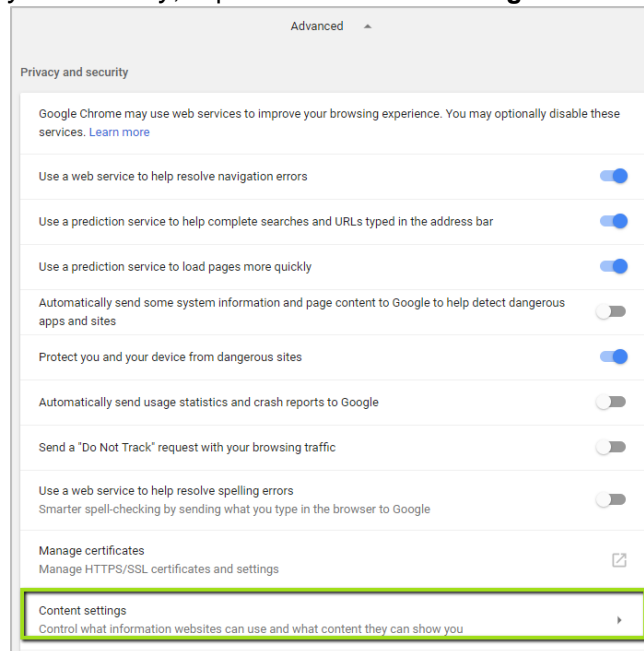 Advanced
Privacy and security
Google Chrome may use web services to improve your browsing experience. You may optionally disable these
services. Learn more
Use a web service to help resolve navigation errors
Use a prediction service to help complete searches and URLs typed in the address bar
Use a prediction service to load pages more quickly
Automatically send some system information and page content to Google to help detect dangerous
apps and sites
Protect you and your device from dangerous sites
Automatically send usage statistics and crash reports to Google
Send a "Do Not Track" request with your browsing traffic
Use a web service to help resolve spelling errors
Smarter spell-checking by sending what you type in the browser to Google
Manage certificates
Manage HTTPS/SSL certificates and settings
Content settings
Control what information websites can use and what content they can show you